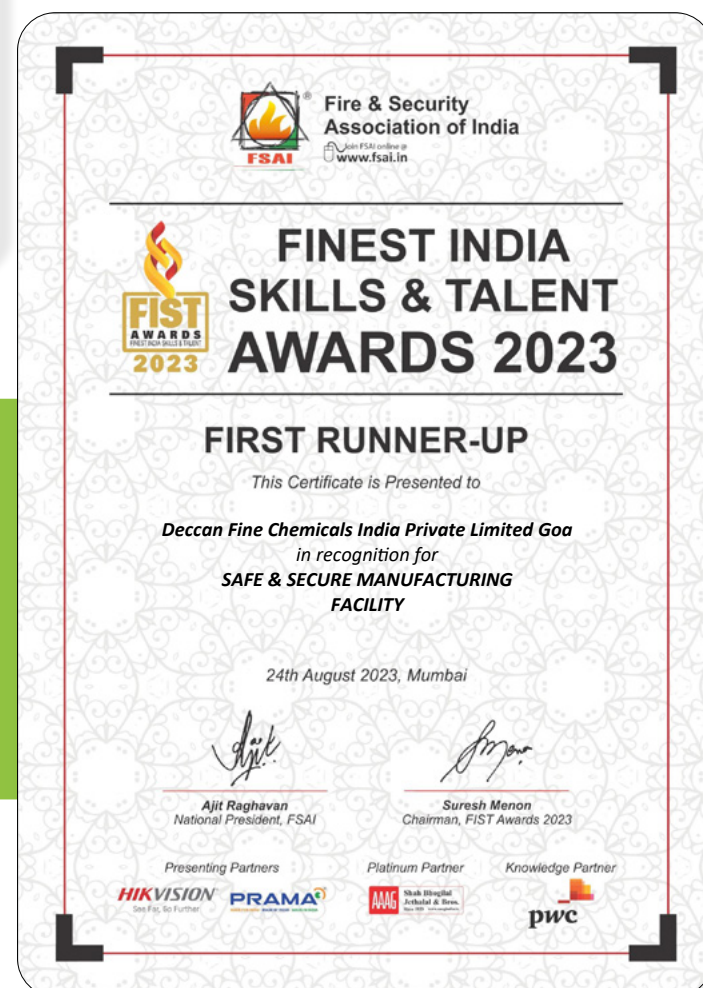 FSAI
®
Fire & Security
Association of India
Join FSAI online @
www.fsai.in
FIST
AWARDS
FINEST INDIA SKILLS & TALENT
2023
FINEST INDIA
SKILLS & TALENT
AWARDS 2023
FIRST RUNNER-UP
This Certificate is Presented to
Deccan Fine Chemicals India Private Limited Goa
in recognition for
SAFE & SECURE MANUFACTURING
FACILITY
24th August 2023, Mumbai
Ajit Raghavan
National President, FSAI
Suresh Menon
Chairman, FIST Awards 2023
Presenting Partners
Platinum Partner
Knowledge Partner
HIKVISION
See Far, Go Further
PRAMA
AAAG
Shah Bhogilal
Jethalal & Bros.
pwc